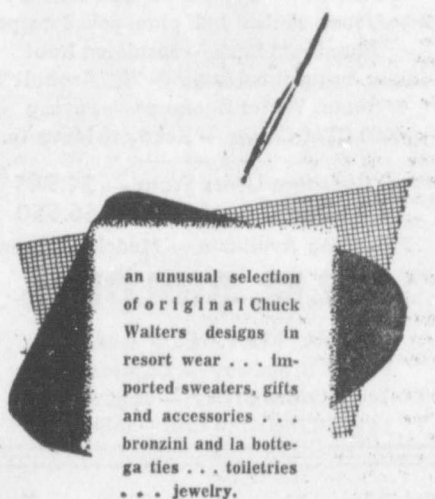 an unusual selection
of original Chuck
Walters designs in
resort wear . . . im-
ported sweaters, gifts
and accessories . . .
bronzini and la botte-
ga ties . . . toiletries
. . . jewelry.